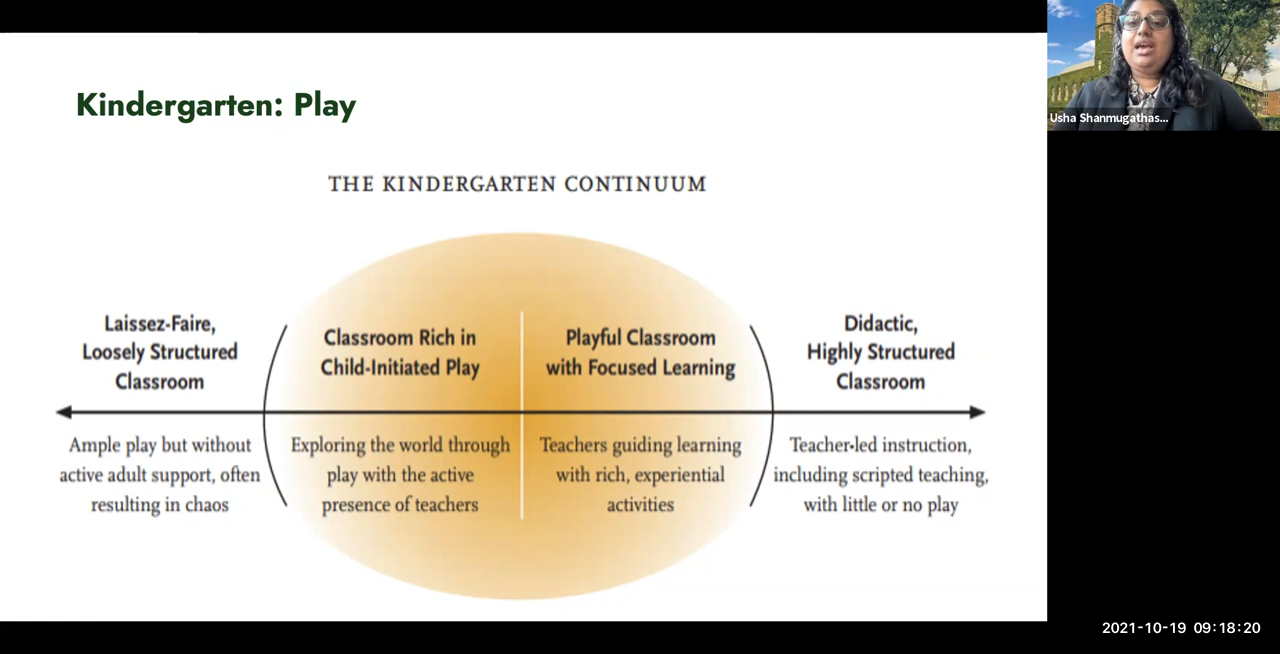 Kindergarten: Play
Usha Shanmugathas...
THE KINDERGARTEN CONTINUUM
Laissez-Faire,
Loosely Structured
Classroom
Classroom Rich in
Child-Initiated Play
Playful Classroom
with Focused Learning
Didactic,
Highly Structured
Classroom
Ample play but without
active adult support, often
resulting in chaos
Exploring the world through
play with the active
presence of teachers
Teachers guiding learning
with rich, experiential
activities
Teacher-led instruction,
including scripted teaching,
with little or no play
2021-10-19 09:18:20